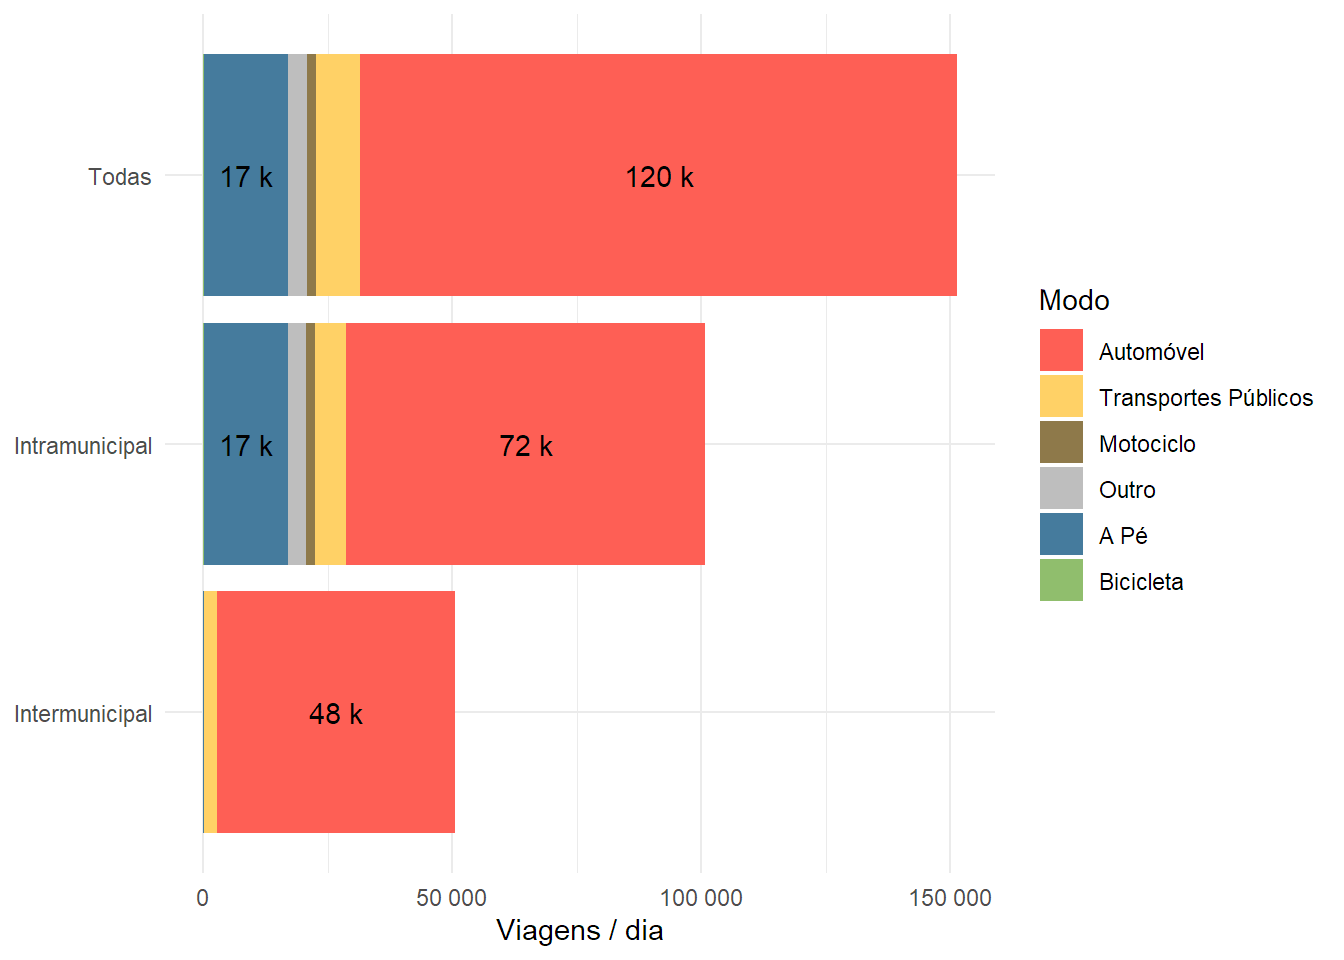 Todas
17 k
120 k
Intramunicipal
17 k
72 k
Intermunicipal
48 k
0
50 000
100 000
150 000
Viagens / dia
Modo
Automóvel
Transportes Públicos
Motociclo
Outro
A Pé
Bicicleta